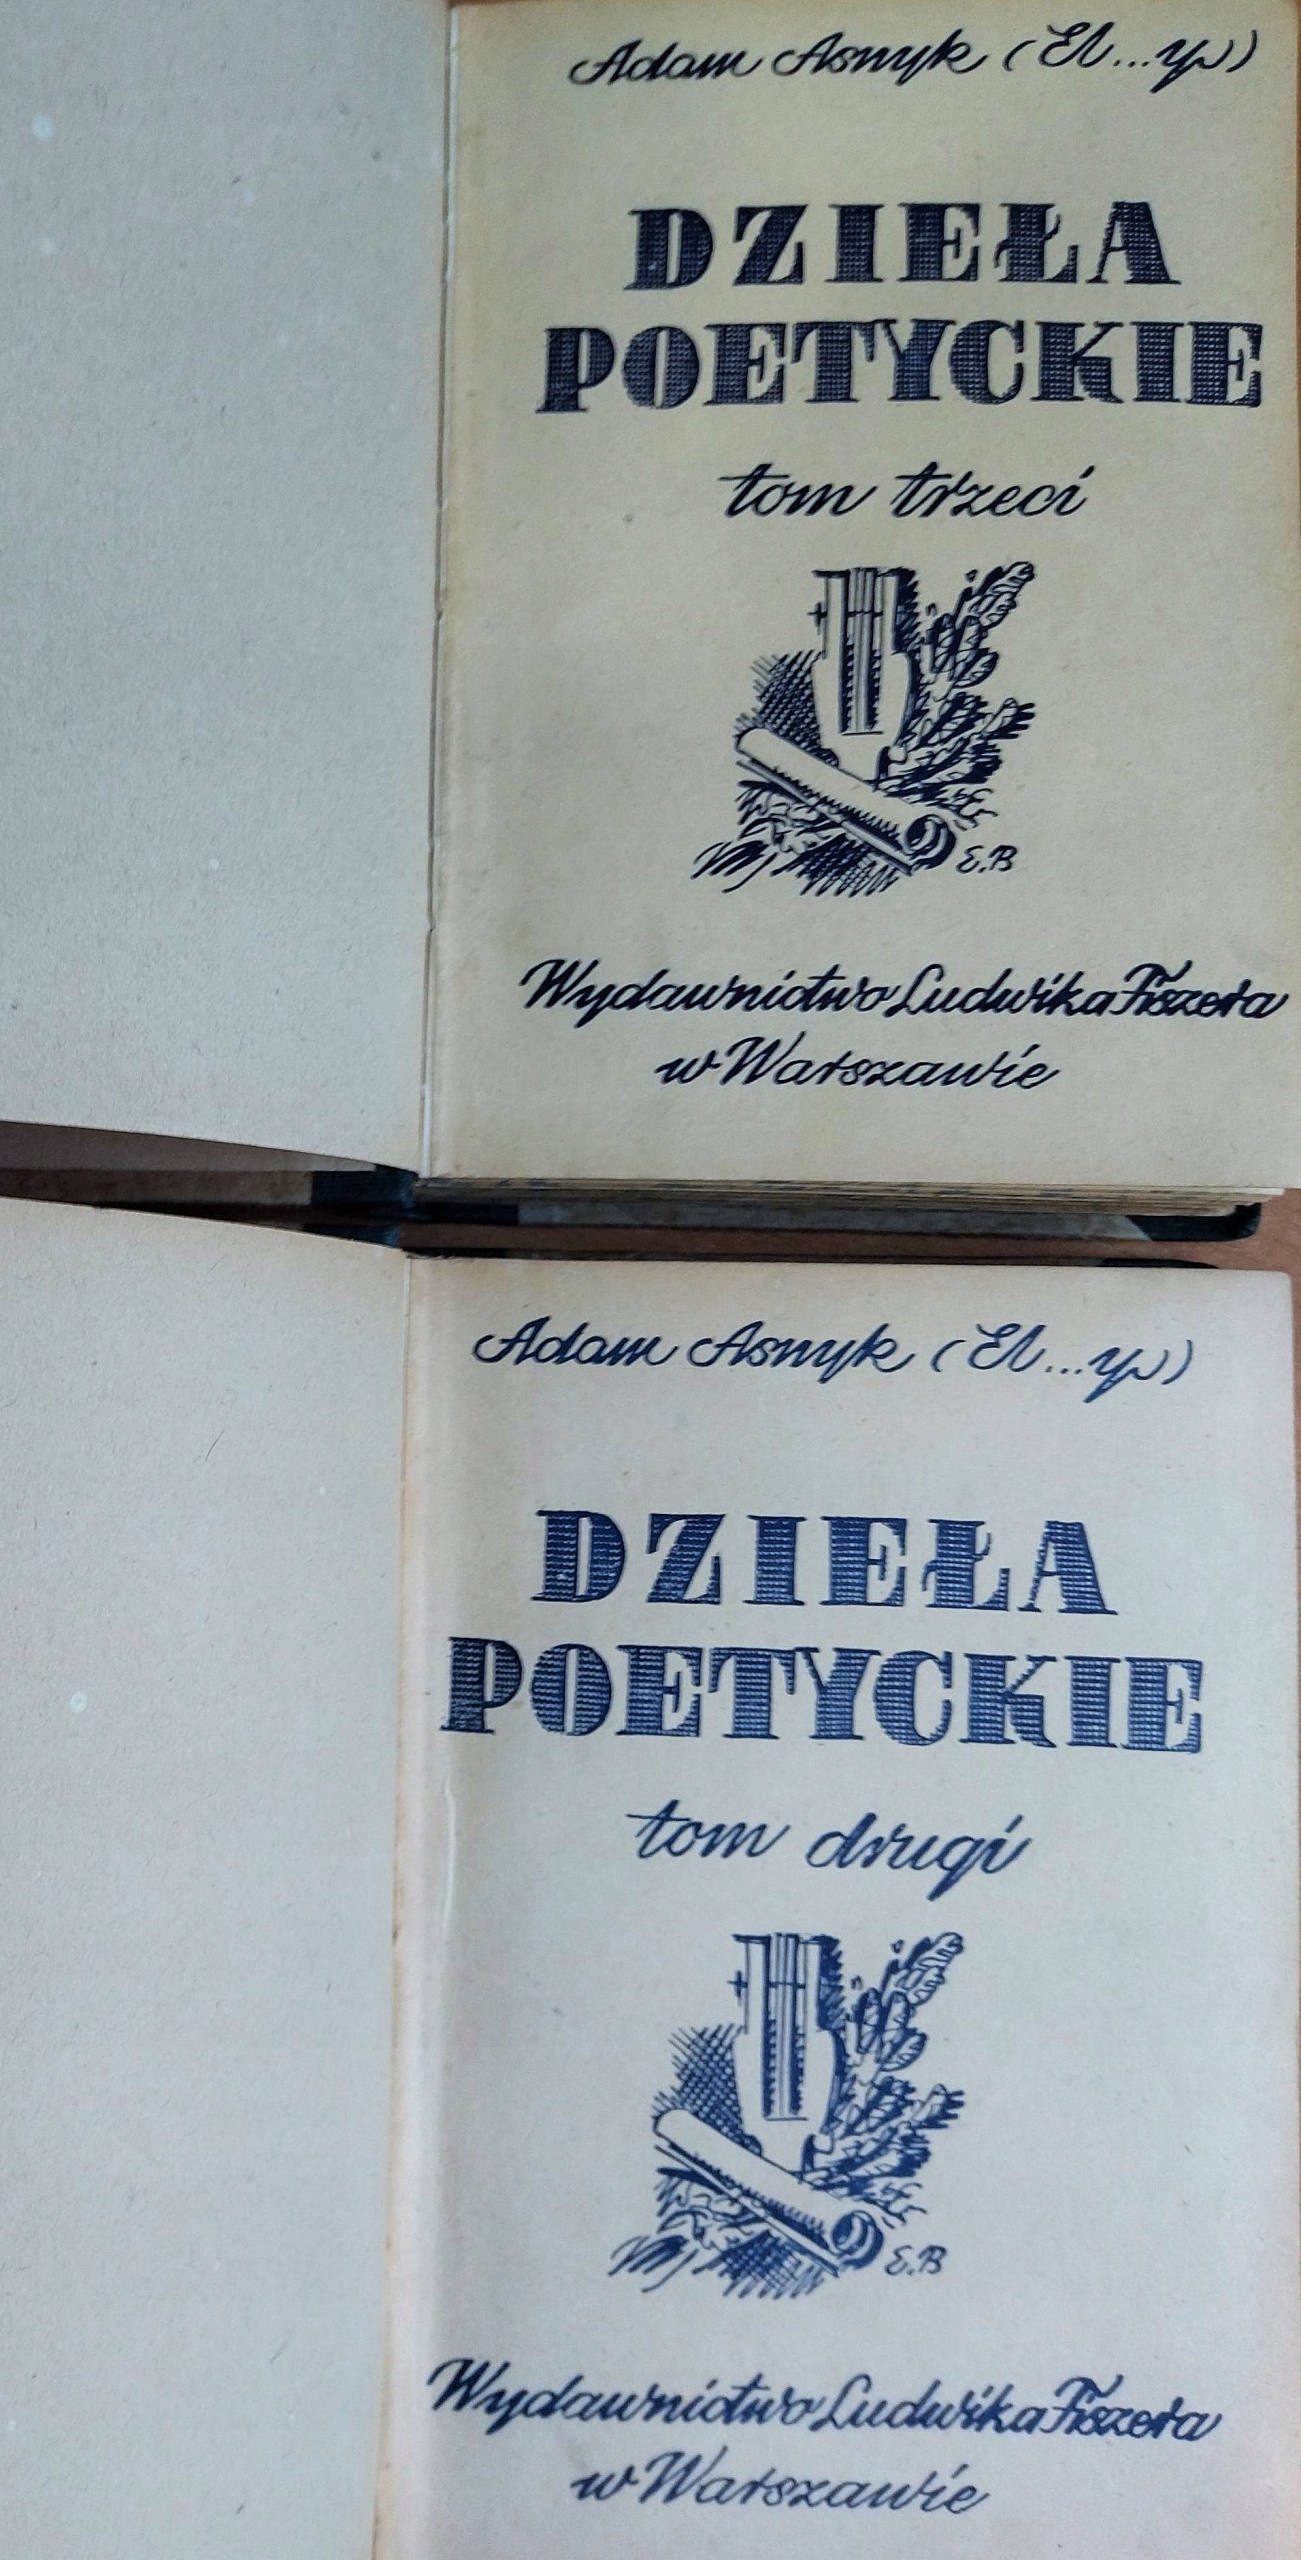 Adam Asnyk (El...y)
DZIEŁA
POETYCKIE
tom trzeci
E.B
Wydawnictwo Ludwika Fiszera
w Warszawie
Adam Asnyk (El...y)
DZIEŁA
POETYCKIE
tom drugi
E.B
Wydawnictwo Ludwika Fiszera
w Warszawie